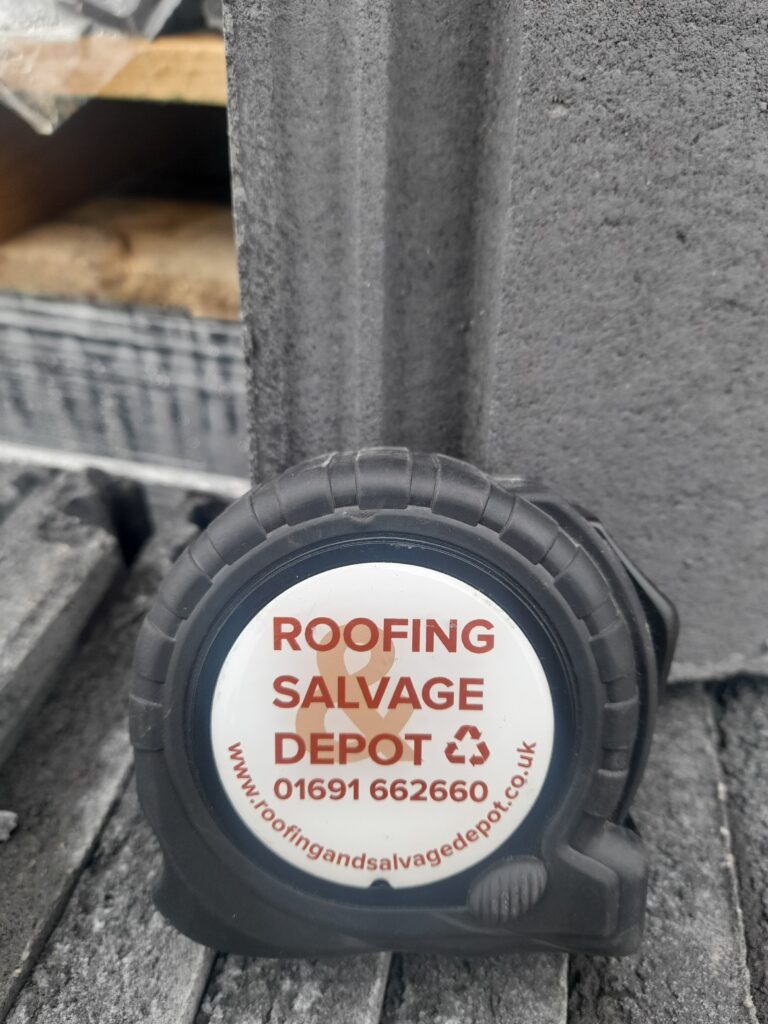 &
ROOFING
SALVAGE
DEPOT
01691 662660
www.roofingandsalvagedepot.co.uk